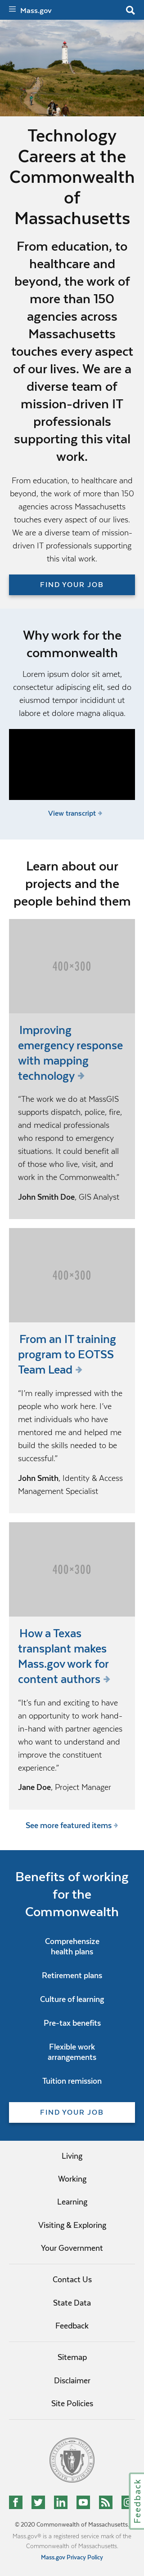 Mass.gov
Technology
Careers at the
Commonwealth
of
Massachusetts
From education, to
healthcare and
beyond, the work of
more than 150
agencies across
Massachusetts
touches every aspect
of our lives. We are a
diverse team of
mission-driven IT
professionals
supporting this vital
work.
From education, to healthcare and
beyond, the work of more than 150
agencies across Massachusetts
touches every aspect of our lives.
We are a diverse team of mission-
driven IT professionals supporting
this vital work.
FIND YOUR JOB
Why work for the
commonwealth
Lorem ipsum dolor sit amet,
consectetur adipiscing elit, sed do
eiusmod tempor incididunt ut
labore et dolore magna aliqua.
View transcript
Learn about our
projects and the
people behind them
400×300
Improving
emergency response
with mapping
technology
“The work we do at MassGIS
supports dispatch, police, fire,
and medical professionals
who respond to emergency
situations. It could benefit all
of those who live, visit, and
work in the Commonwealth.”
John Smith Doe, GIS Analyst
400×300
From an IT training
program to EOTSS
Team Lead
“I’m really impressed with the
people who work here. I’ve
met individuals who have
mentored me and helped me
build the skills needed to be
successful.”
John Smith, Identity & Access
Management Specialist
400×300
How a Texas
transplant makes
Mass.gov work for
content authors
“It’s fun and exciting to have
an opportunity to work hand-
in-hand with partner agencies
who want to understand and
improve the constituent
experience.”
Jane Doe, Project Manager
See more featured items
Benefits of working
for the
Commonwealth
Comprehensive
health plans
Retirement plans
Culture of learning
Pre-tax benefits
Flexible work
arrangements
Tuition remission
FIND YOUR JOB
Living
Working
Learning
Visiting & Exploring
Your Government
Contact Us
State Data
Feedback
Sitemap
Disclaimer
Site Policies
Feedback
© 2020 Commonwealth of Massachusetts.
Mass.gov® is a registered service mark of the
Commonwealth of Massachusetts.
Mass.gov Privacy Policy